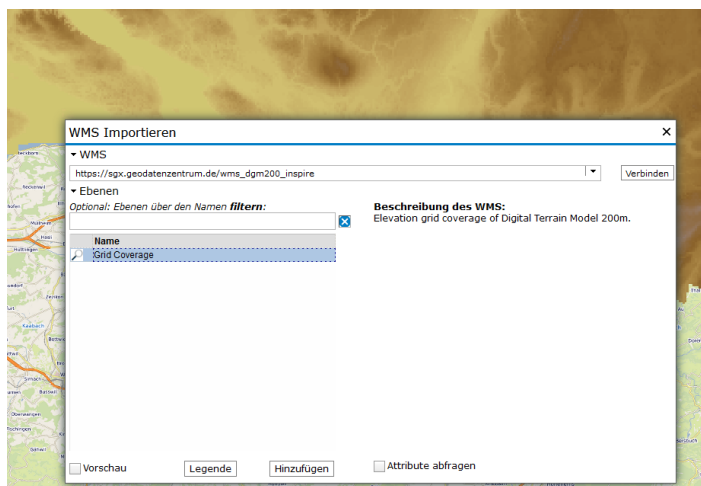 WMS Importieren
WMS
https://sgx.geodatenzentrum.de/wms_dgm200_inspire
Verbinden
Ebenen
Optional: Ebenen über den Namen filtern:
Beschreibung des WMS:
Elevation grid coverage of Digital Terrain Model 200m.
Name
Grid Coverage
Kaabach
Vorschau
Legende
Hinzufügen
Attribute abfragen